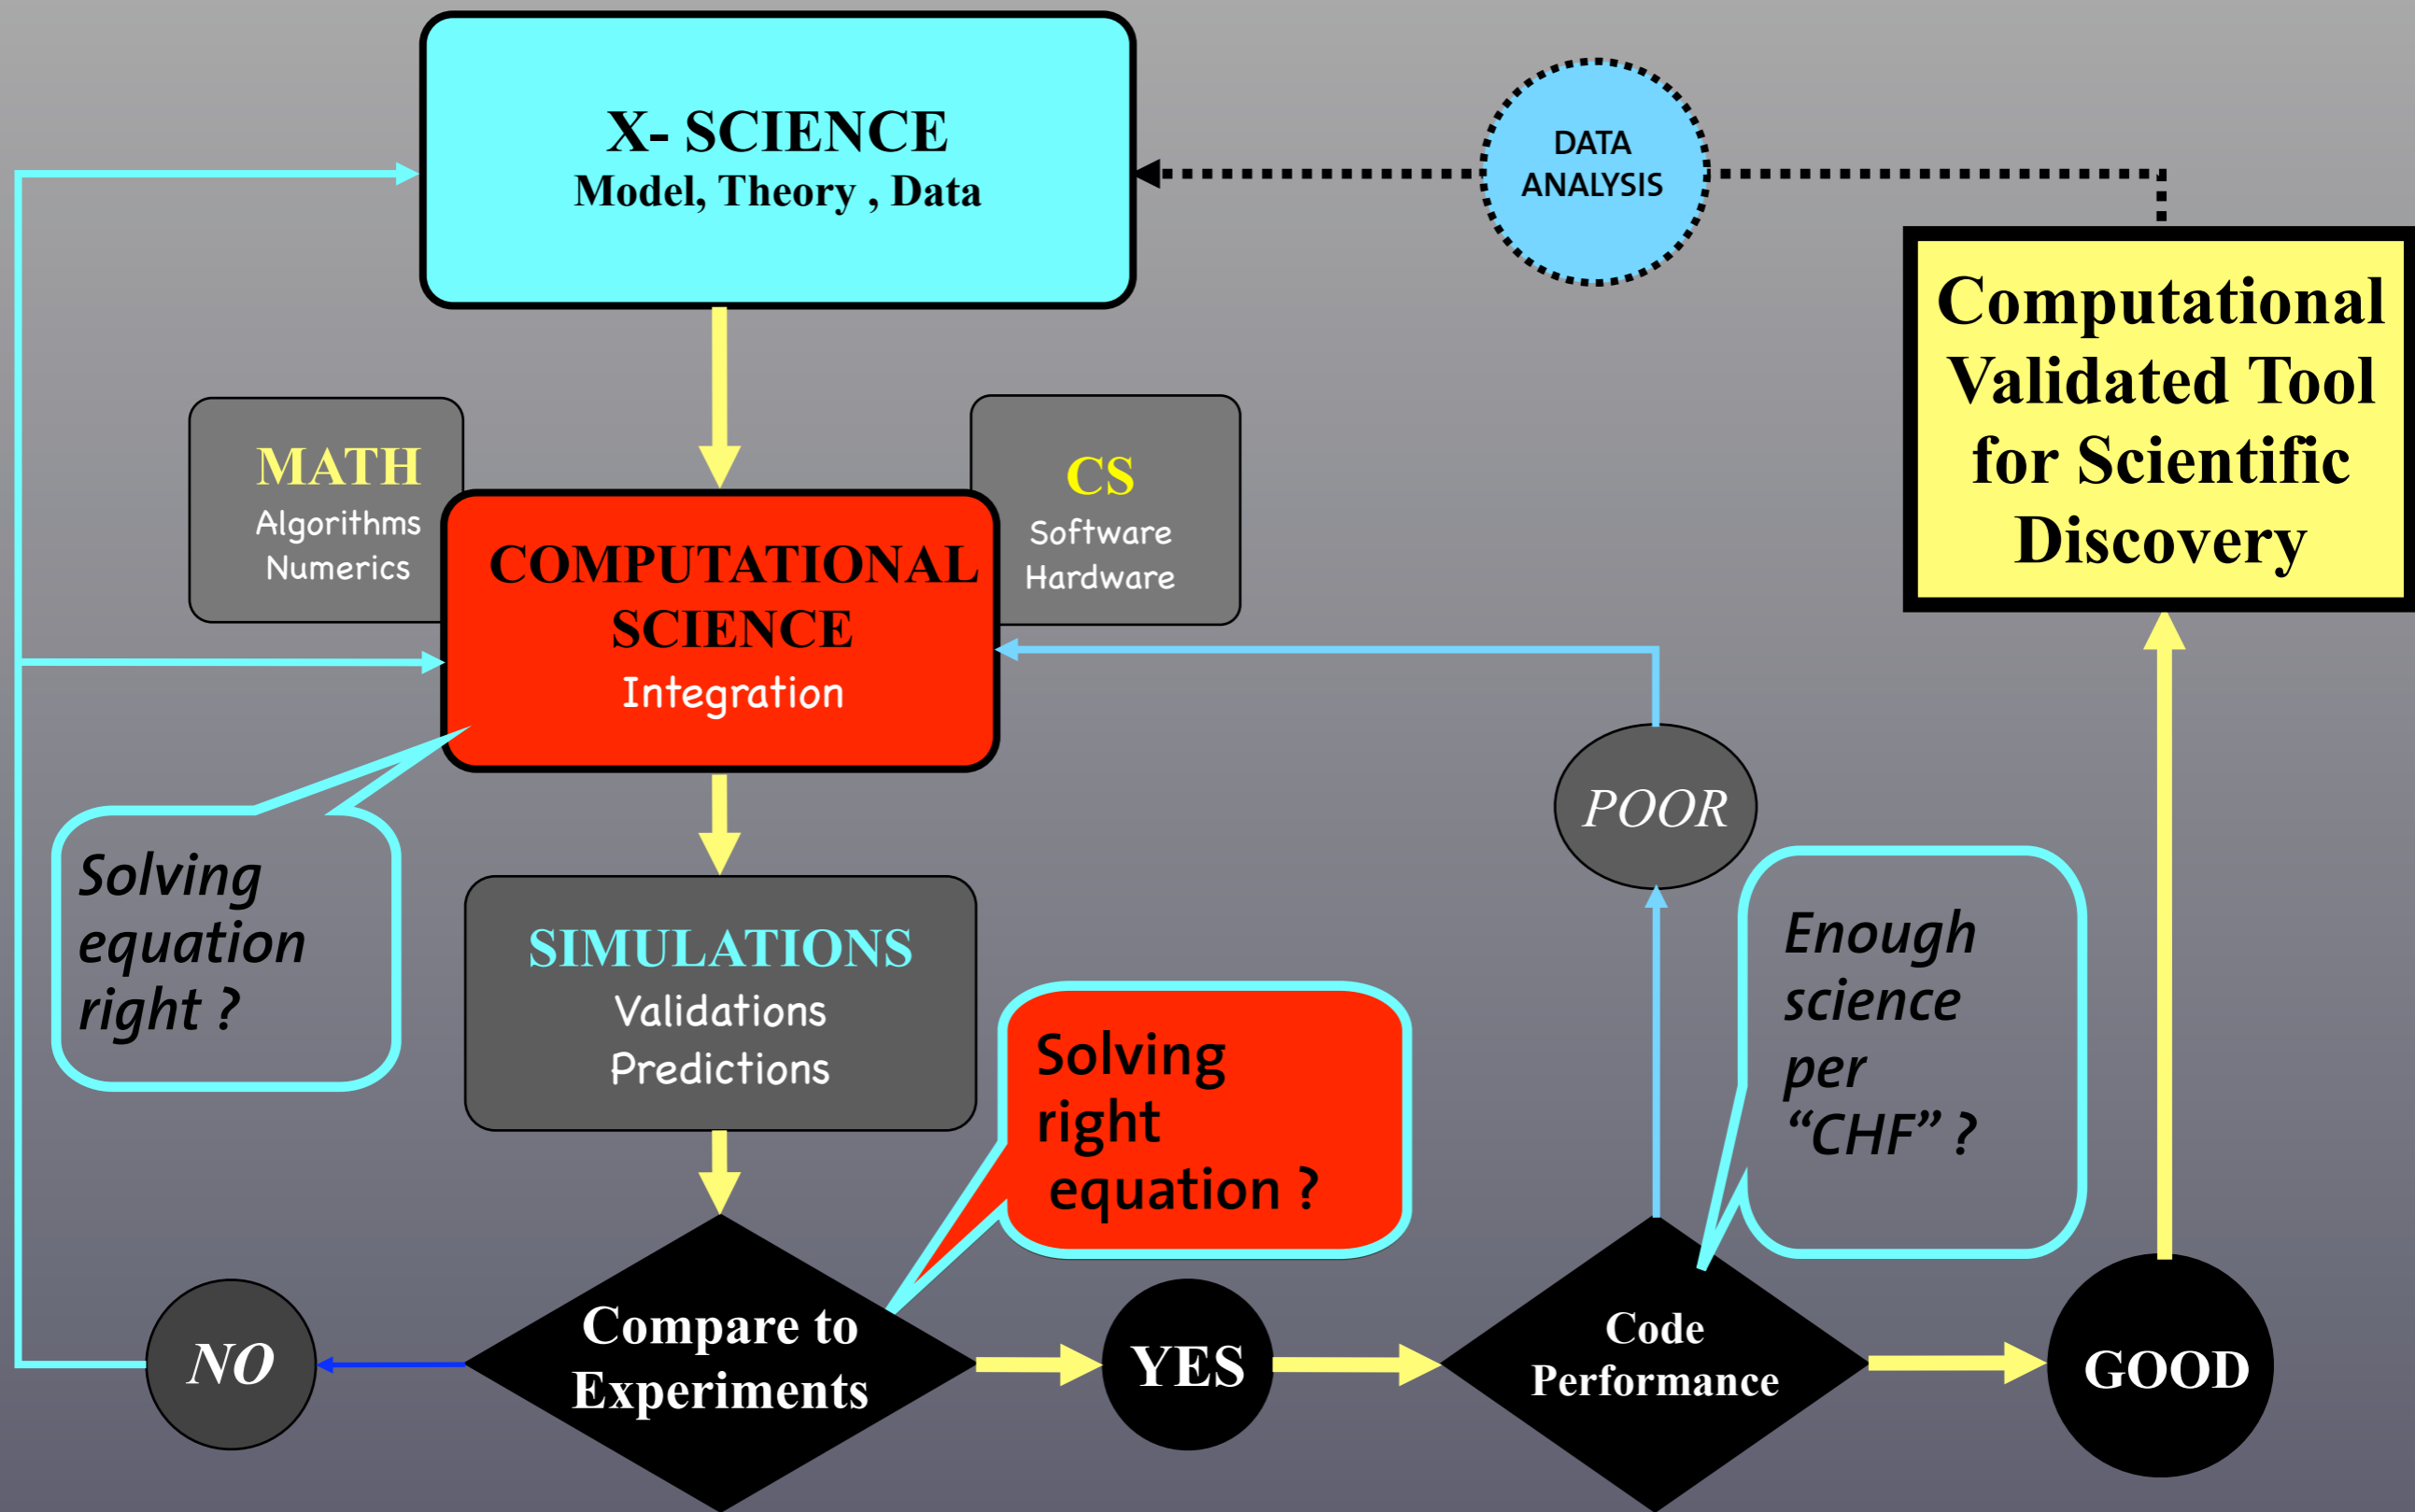 X- SCIENCE
Model, Theory , Data
DATA
ANALYSIS
Computational
Validated Tool
for Scientific
Discovery
MATH
Algorithms
Numerics
CS
Software
Hardware
COMPUTATIONAL
SCIENCE
Integration
Solving
equation
right ?
SIMULATIONS
Validations
Predictions
Solving
right
equation ?
POOR
Enough
science
per
“CHF” ?
NO
Compare to
Experiments
YES
Code
Performance
GOOD